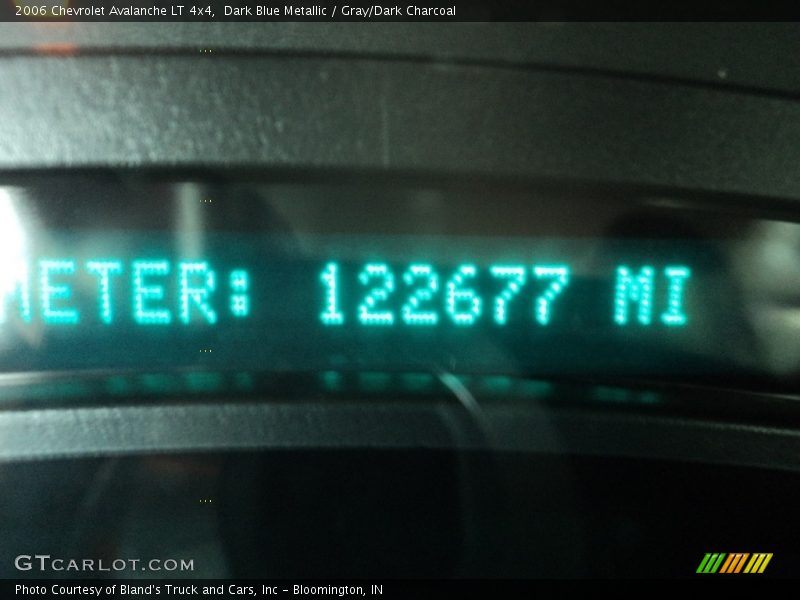 2006 Chevrolet Avalanche LT 4x4,  Dark Blue Metallic / Gray/Dark Charcoal
METER: 122677 MI
GTCARLOT.COM
Photo Courtesy of Bland's Truck and Cars, Inc - Bloomington, IN